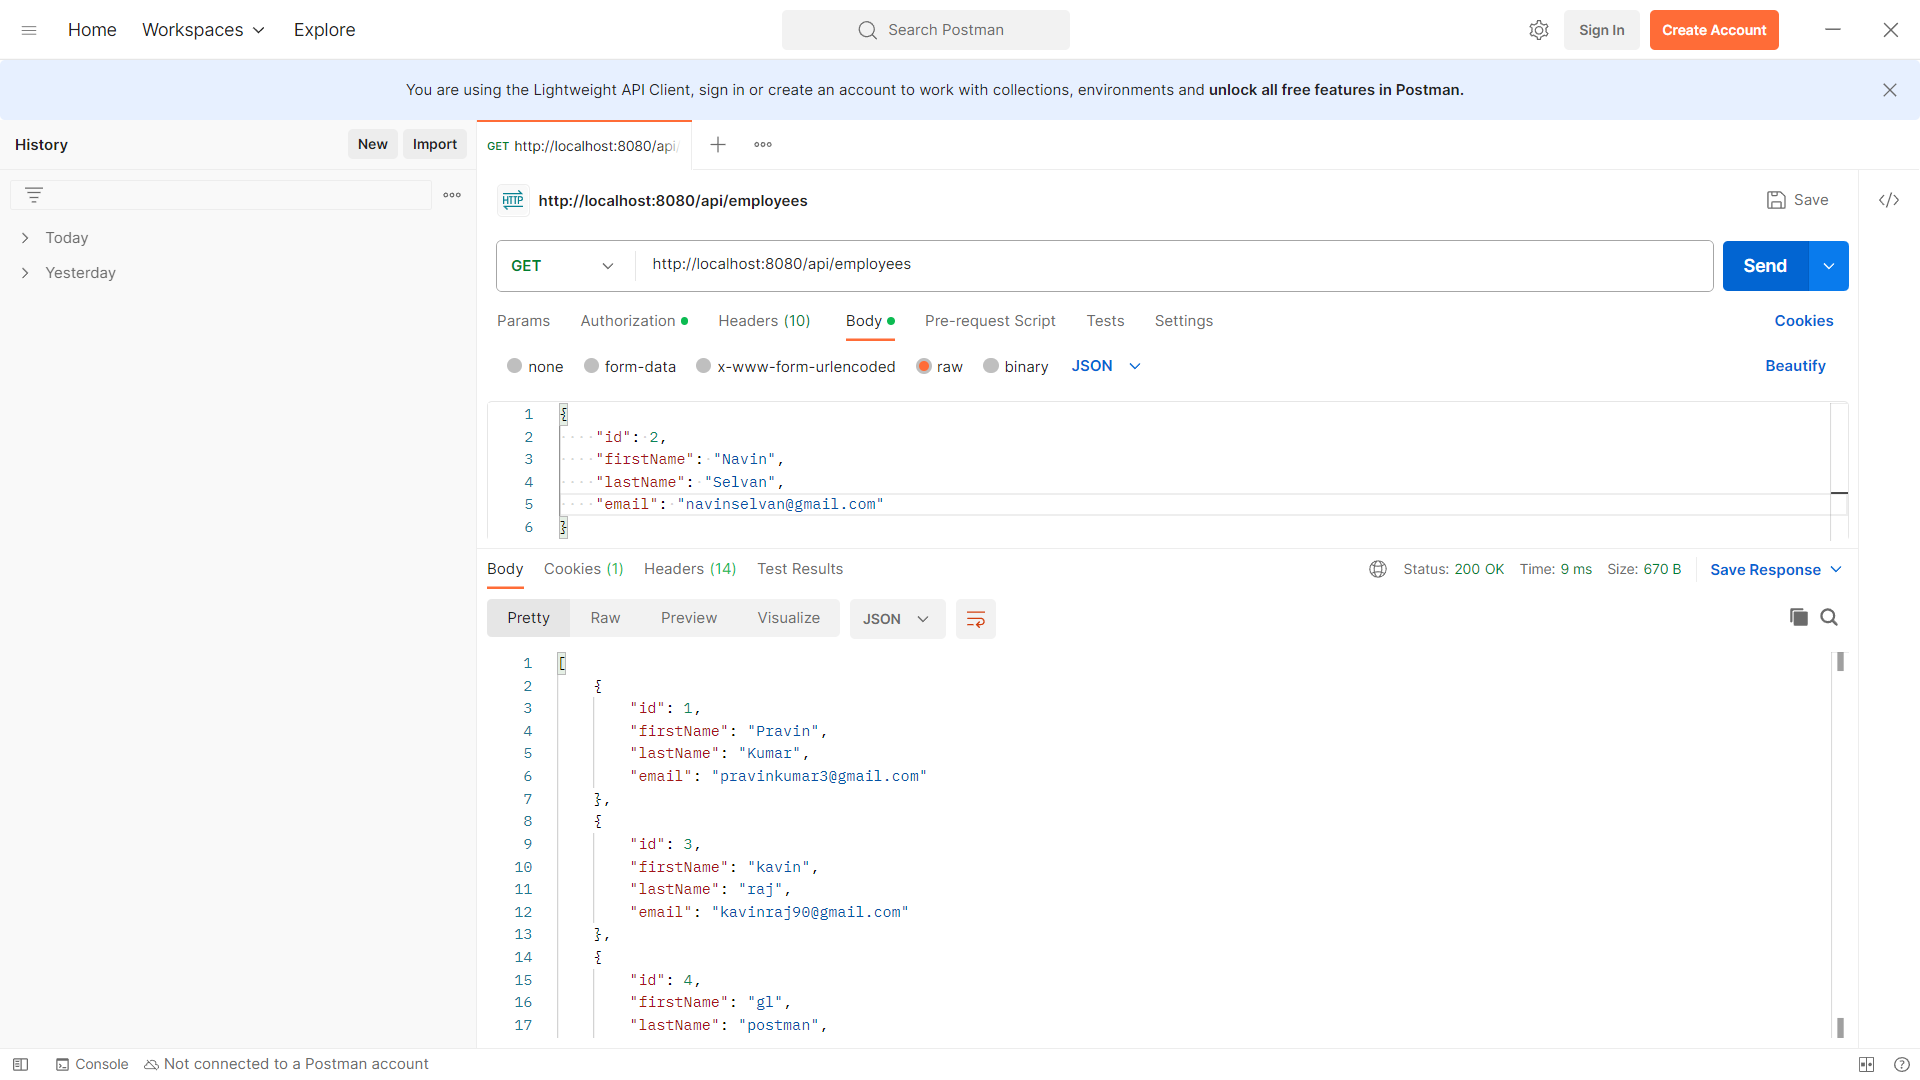 Home Workspaces Explore Search Postman Sign In Create Account
You are using the Lightweight API Client, sign in or create an account to work with collections, environments and unlock all free features in Postman.
History New Import
Today
Yesterday
GET http://localhost:8080/api/
HTTP http://localhost:8080/api/employees Save
GET http://localhost:8080/api/employees Send
Params Authorization Headers (10) Body Pre-request Script Tests Settings Cookies
none form-data x-www-form-urlencoded raw binary JSON Beautify
1 {
2 "id": 2,
3 "firstName": "Navin",
4 "lastName": "Selvan",
5 "email": "navinselvan@gmail.com"
6 }
Body Cookies (1) Headers (14) Test Results Status: 200 OK Time: 9 ms Size: 670 B Save Response
Pretty Raw Preview Visualize JSON
1 [
2 {
3 "id": 1,
4 "firstName": "Pravin",
5 "lastName": "Kumar",
6 "email": "pravinkumar3@gmail.com"
7 },
8 {
9 "id": 3,
10 "firstName": "kavin",
11 "lastName": "raj",
12 "email": "kavinraj90@gmail.com"
13 },
14 {
15 "id": 4,
16 "firstName": "gl",
17 "lastName": "postman",
Console Not connected to a Postman account